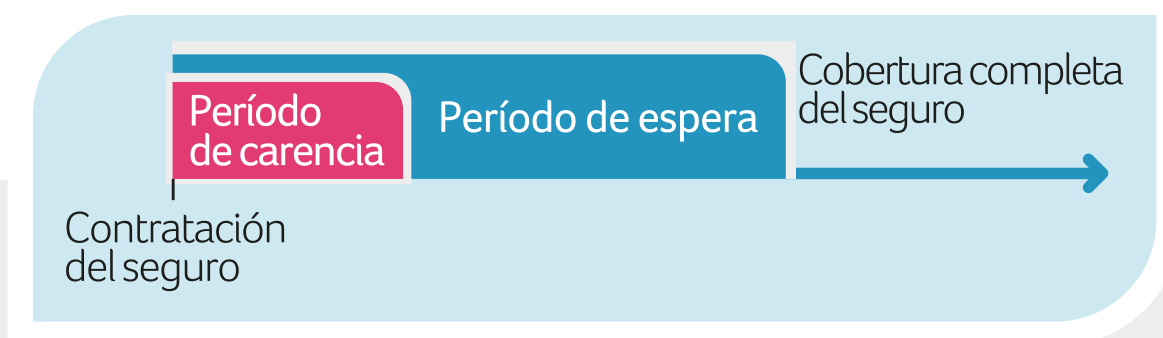 Período
de carencia
Período de espera
Cobertura completa
del seguro
Contratación
del seguro